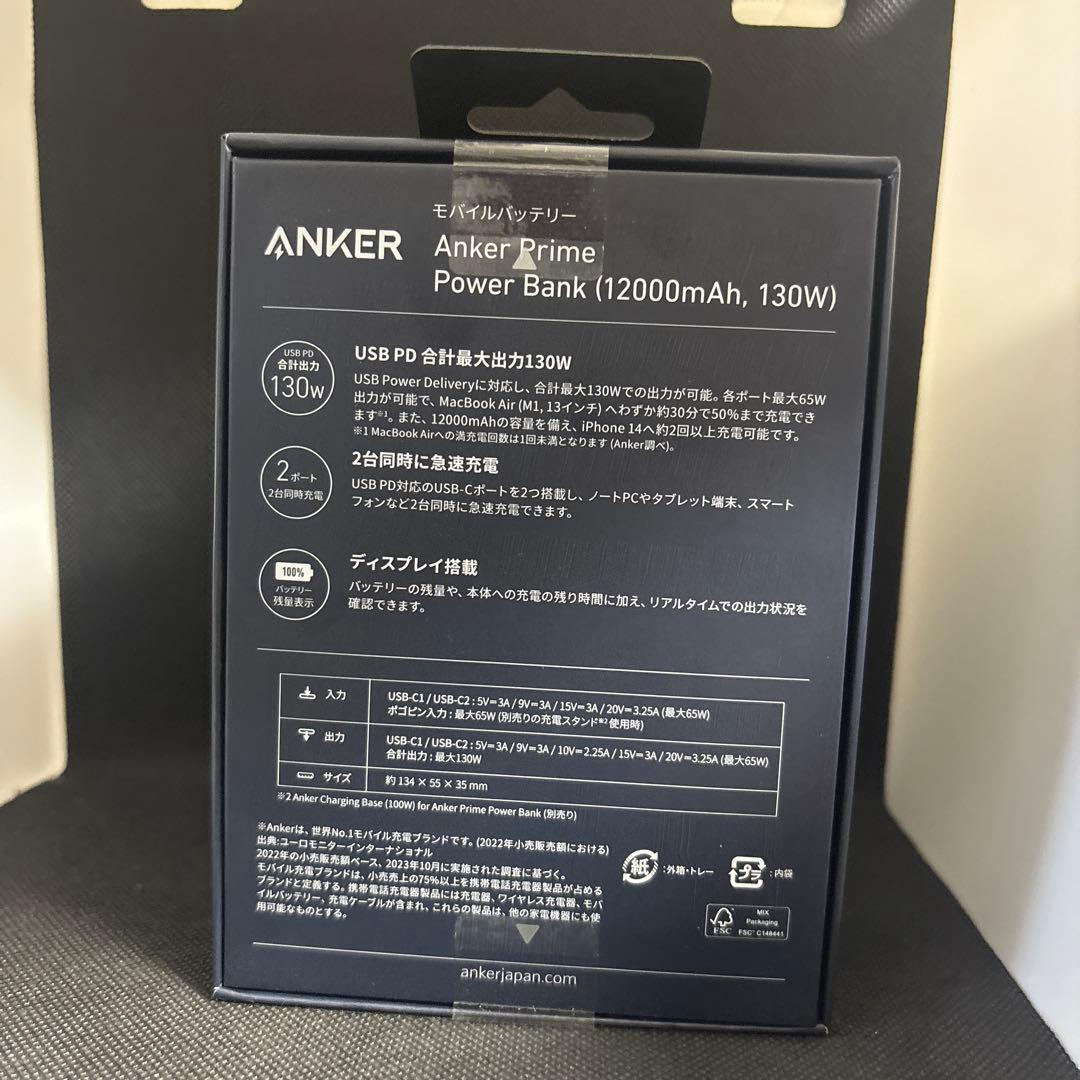 モバイルバッテリー
ANKER
Anker Prime
Power Bank (12000mAh, 130W)
USB PD
合計出力
130w
USB PD 合計最大出力130W
USB Power Deliveryに対応し、合計最大130Wでの出力が可能。各ポート最大65W
出力が可能で、MacBook Air (M1, 13インチ) へわずか約30分で50%まで充電でき
ます※1。また、12000mAhの容量を備え、iPhone 14へ約2回以上充電可能です。
※1 MacBook Airへの満充電回数は1回未満となります (Anker調べ)。
2ポート
2台同時充電
2台同時に急速充電
USB PD対応のUSB-Cポートを2つ搭載し、ノートPCやタブレット端末、スマート
フォンなど2台同時に急速充電できます。
100%
バッテリー
残量表示
ディスプレイ搭載
バッテリーの残量や、本体への充電の残り時間に加え、リアルタイムでの出力状況を
確認できます。
入力
USB-C1 / USB-C2 : 5V=3A / 9V=3A / 15V=3A / 20V=3.25A (最大65W)
ポゴピン入力 : 最大65W (別売りの充電スタンド※2 使用時)
出力
USB-C1 / USB-C2 : 5V=3A / 9V=3A / 10V=2.25A / 15V=3A / 20V=3.25A (最大65W)
合計出力 : 最大130W
サイズ
約 134 × 55 × 35 mm
※2 Anker Charging Base (100W) for Anker Prime Power Bank (別売り)
※Ankerは、世界No.1モバイル充電ブランドです。(2022年小売販売額における)
出典:ユーロモニターインターナショナル
2022年の小売販売額ベース、2023年10月に実施された調査に基づく。
モバイル充電ブランドは、小売売上の75%以上を携帯電話充電器製品が占める
ブランドと定義する。携帯電話充電器製品には充電器、ワイヤレス充電器、モバ
イルバッテリー、充電ケーブルが含まれ、これらの製品は、他の家電機器にも使
用可能なものとする。
紙 : 外箱・トレー
プラ : 内袋
FSC
MIX
Packaging
FSC™ C148441
ankerjapan.com